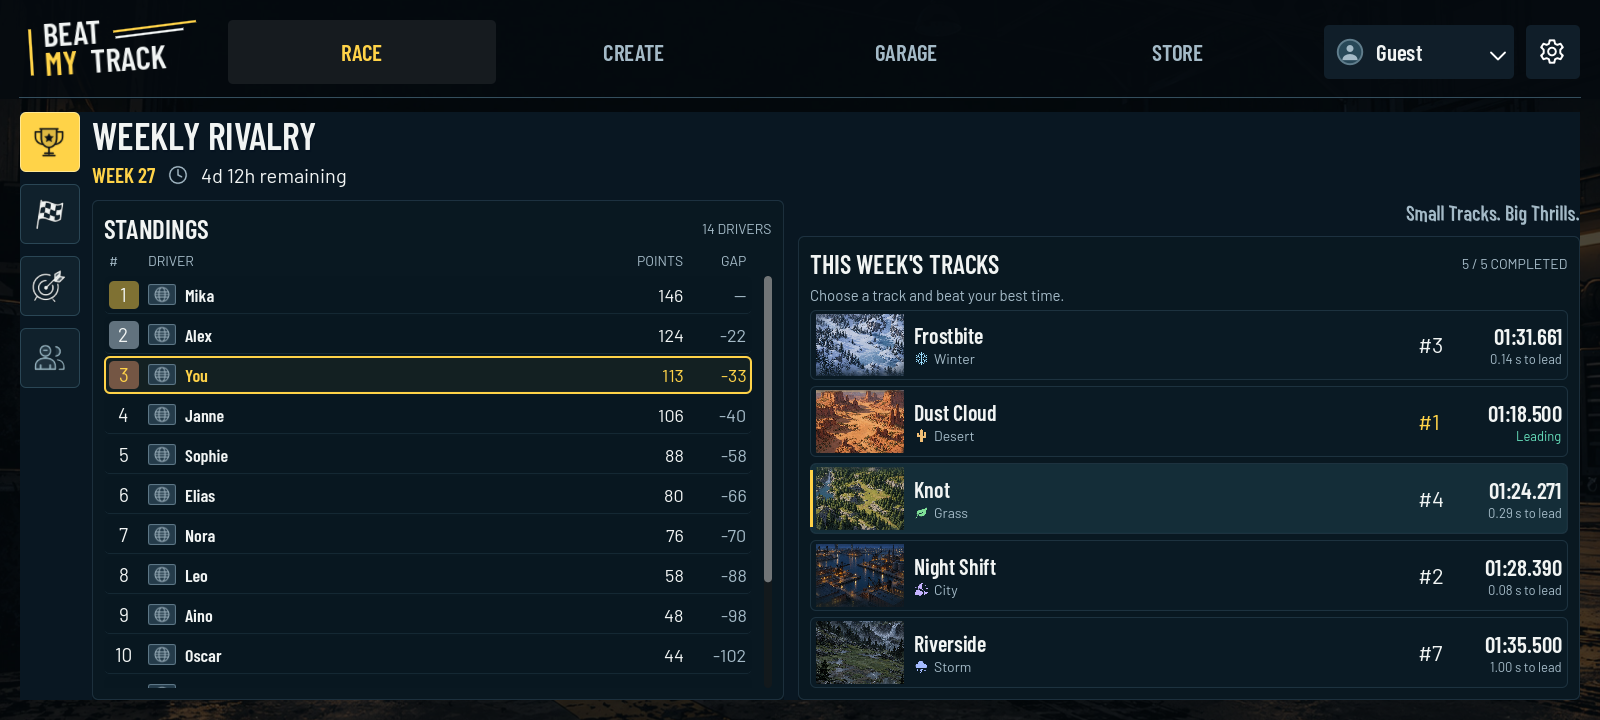 BEAT
MY TRACK
RACE
CREATE
GARAGE
STORE
Guest
WEEKLY RIVALRY
WEEK 27 4d 12h remaining
STANDINGS
14 DRIVERS
# DRIVER POINTS GAP
1 Mika 146 —
2 Alex 124 -22
3 You 113 -33
4 Janne 106 -40
5 Sophie 88 -58
6 Elias 80 -66
7 Nora 76 -70
8 Leo 58 -88
9 Aino 48 -98
10 Oscar 44 -102
Small Tracks. Big Thrills.
THIS WEEK'S TRACKS
5 / 5 COMPLETED
Choose a track and beat your best time.
Frostbite #3 01:31.661
Winter 0.14 s to lead
Dust Cloud #1 01:18.500
Desert Leading
Knot #4 01:24.271
Grass 0.29 s to lead
Night Shift #2 01:28.390
City 0.08 s to lead
Riverside #7 01:35.500
Storm 1.00 s to lead